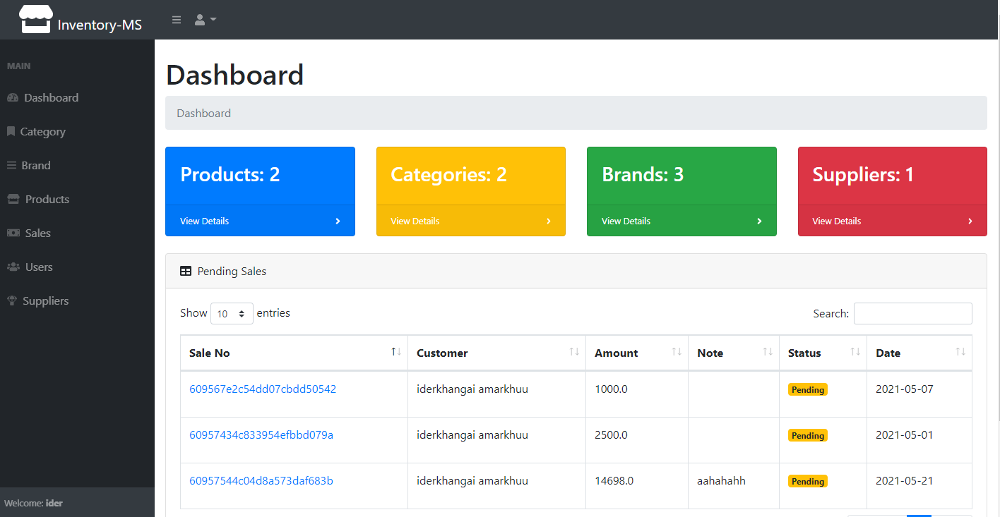 Inventory-MS
MAIN
Dashboard
Category
Brand
Products
Sales
Users
Suppliers
Welcome: ider
Dashboard
Dashboard
Products: 2
View Details
Categories: 2
View Details
Brands: 3
View Details
Suppliers: 1
View Details
Pending Sales
Show 10 entries
Search:
Sale No Customer Amount Note Status Date
609567e2c54dd07cbdd50542 iderkhangai amarkhuu 1000.0 Pending 2021-05-07
60957434c833954efbbd079a iderkhangai amarkhuu 2500.0 Pending 2021-05-01
60957544c04d8a573daf683b iderkhangai amarkhuu 14698.0 aahahahh Pending 2021-05-21